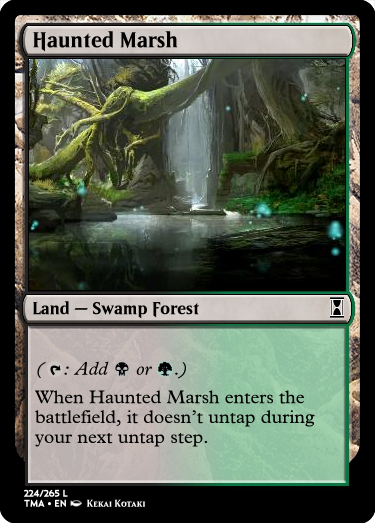 Haunted Marsh
Land — Swamp Forest
( : Add or .)
When Haunted Marsh enters the
battlefield, it doesn't untap during
your next untap step.
224/265 L
TMA • EN Kekai Kotaki